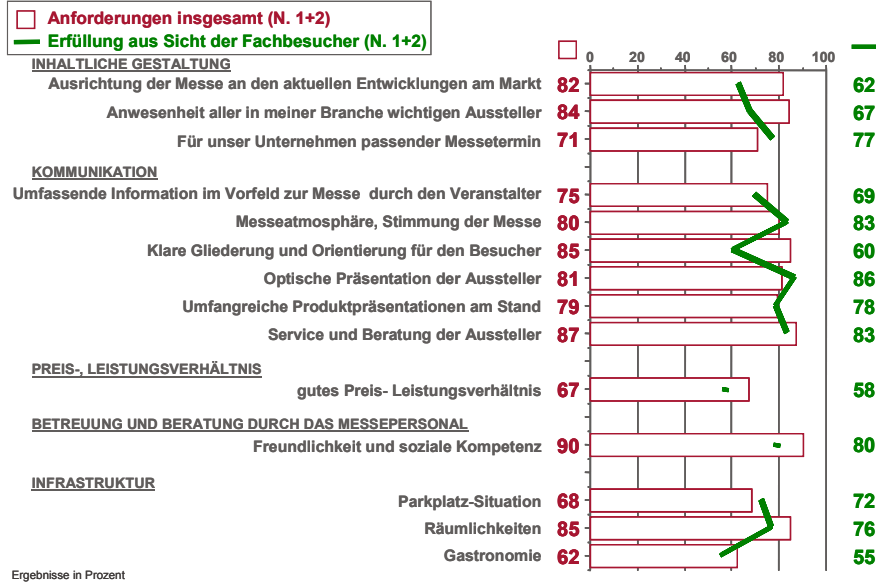 Anforderungen insgesamt (N. 1+2)
Erfüllung aus Sicht der Fachbesucher (N. 1+2)
0 20 40 60 80 100
INHALTLICHE GESTALTUNG
Ausrichtung der Messe an den aktuellen Entwicklungen am Markt 82 62
Anwesenheit aller in meiner Branche wichtigen Aussteller 84 67
Für unser Unternehmen passender Messetermin 71 77
KOMMUNIKATION
Umfassende Information im Vorfeld zur Messe durch den Veranstalter 75 69
Messeatmosphäre, Stimmung der Messe 80 83
Klare Gliederung und Orientierung für den Besucher 85 60
Optische Präsentation der Aussteller 81 86
Umfangreiche Produktpräsentationen am Stand 79 78
Service und Beratung der Aussteller 87 83
PREIS-, LEISTUNGSVERHÄLTNIS
gutes Preis- Leistungsverhältnis 67 58
BETREUUNG UND BERATUNG DURCH DAS MESSEPERSONAL
Freundlichkeit und soziale Kompetenz 90 80
INFRASTRUKTUR
Parkplatz-Situation 68 72
Räumlichkeiten 85 76
Gastronomie 62 55
Ergebnisse in Prozent